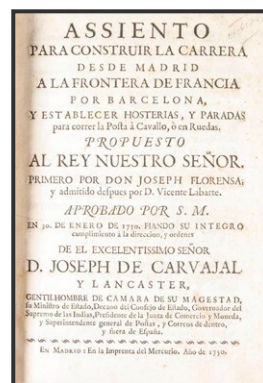 ASSIENTO
PARA CONSTRUIR LA CARRERA
DESDE MADRID
A LA FRONTERA DE FRANCIA
POR BARCELONA,
Y ESTABLECER HOSTERIAS, Y PARADAS
para correr la Posta à Cavallo, ò en Ruedas,
PROPUESTO
AL REY NUESTRO SEÑOR,
PRIMERO POR DON JOSEPH FLORENSA;
y admitido despues por D. Vicente Labarte.
APROBADO POR S. M.
EN 30. DE ENERO DE 1750. FIANDO SU INTEGRO
cumplimiento à la direccion, y ordenes
DE EL EXCELENTISSIMO SEÑOR
D. JOSEPH DE CARVAJAL
Y LANCASTER,
GENTILHOMBRE DE CAMARA DE SU MAGESTAD,
su Ministro de Estado, Decano del Consejo de Estado, Governador del
Supremo de las Indias, Presidente de la Junta de Comercio y Moneda,
y Superintendente general de Postas, y Correos de dentro,
y fuera de España.
EN MADRID: En la Imprenta del Mercurio. Año de 1750.